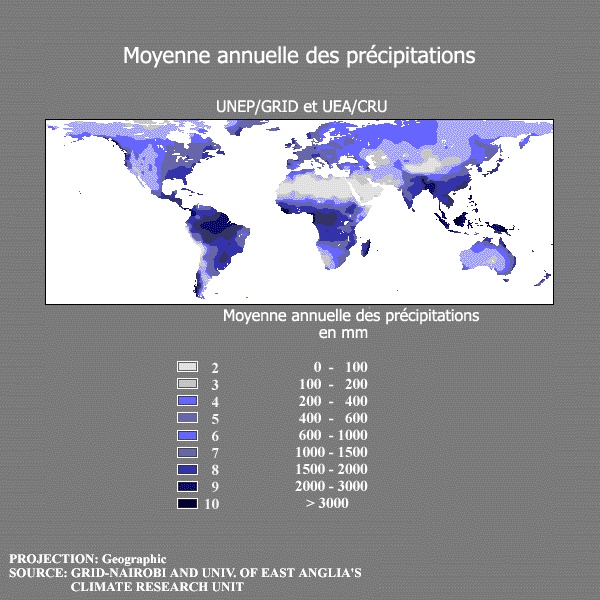 Moyenne annuelle des précipitations
UNEP/GRID et UEA/CRU
Moyenne annuelle des précipitations
en mm
2 0 - 100
3 100 - 200
4 200 - 400
5 400 - 600
6 600 - 1000
7 1000 - 1500
8 1500 - 2000
9 2000 - 3000
10 > 3000
PROJECTION: Geographic
SOURCE: GRID-NAIROBI AND UNIV. OF EAST ANGLIA'S
CLIMATE RESEARCH UNIT